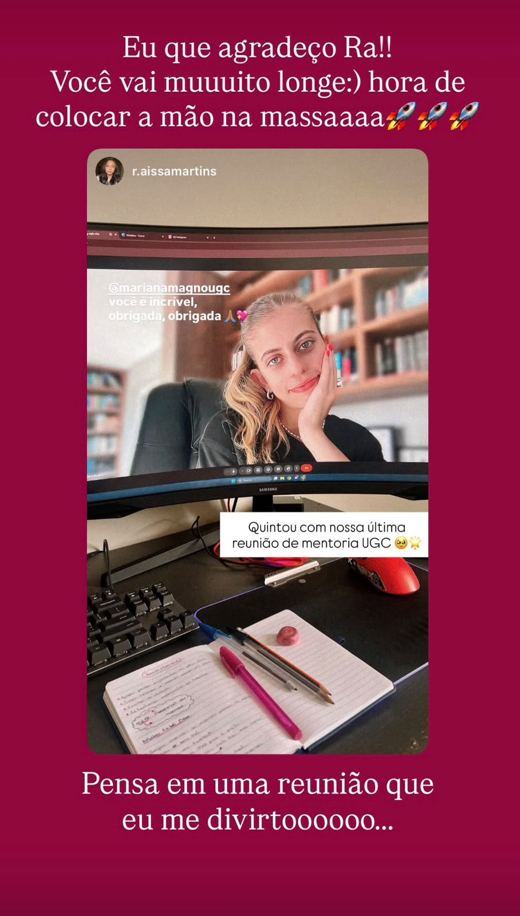 Eu que agradeço Ra!!
Você vai muuuito longe:) hora de
colocar a mão na massaaaa🚀🚀🚀
r.aissamartins
@marianamagnougc
você é incrível,
obrigada, obrigada 🙏🏽💖
SAMSUNG
Quintou com nossa última
reunião de mentoria UGC 🥹🌟
Pensa em uma reunião que
eu me divirtoooooo...